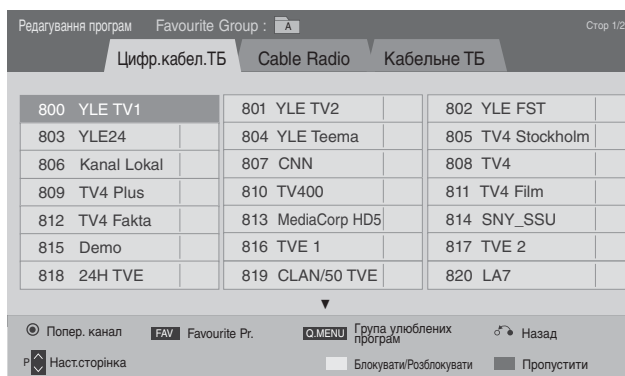 Редагування програм Favourite Group : A Стор 1/2
Цифр.кабел.ТБ Cable Radio Кабельне ТБ
800 YLE TV1 801 YLE TV2 802 YLE FST
803 YLE24 804 YLE Teema 805 TV4 Stockholm
806 Kanal Lokal 807 CNN 808 TV4
809 TV4 Plus 810 TV400 811 TV4 Film
812 TV4 Fakta 813 MediaCorp HD5 814 SNY_SSU
815 Demo 816 TVE 1 817 TVE 2
818 24H TVE 819 CLAN/50 TVE 820 LA7
Попер. канал FAV Favourite Pr. Q.MENU Група улюблених програм Назад
P Наст.сторінка Блокувати/Розблокувати Пропустити